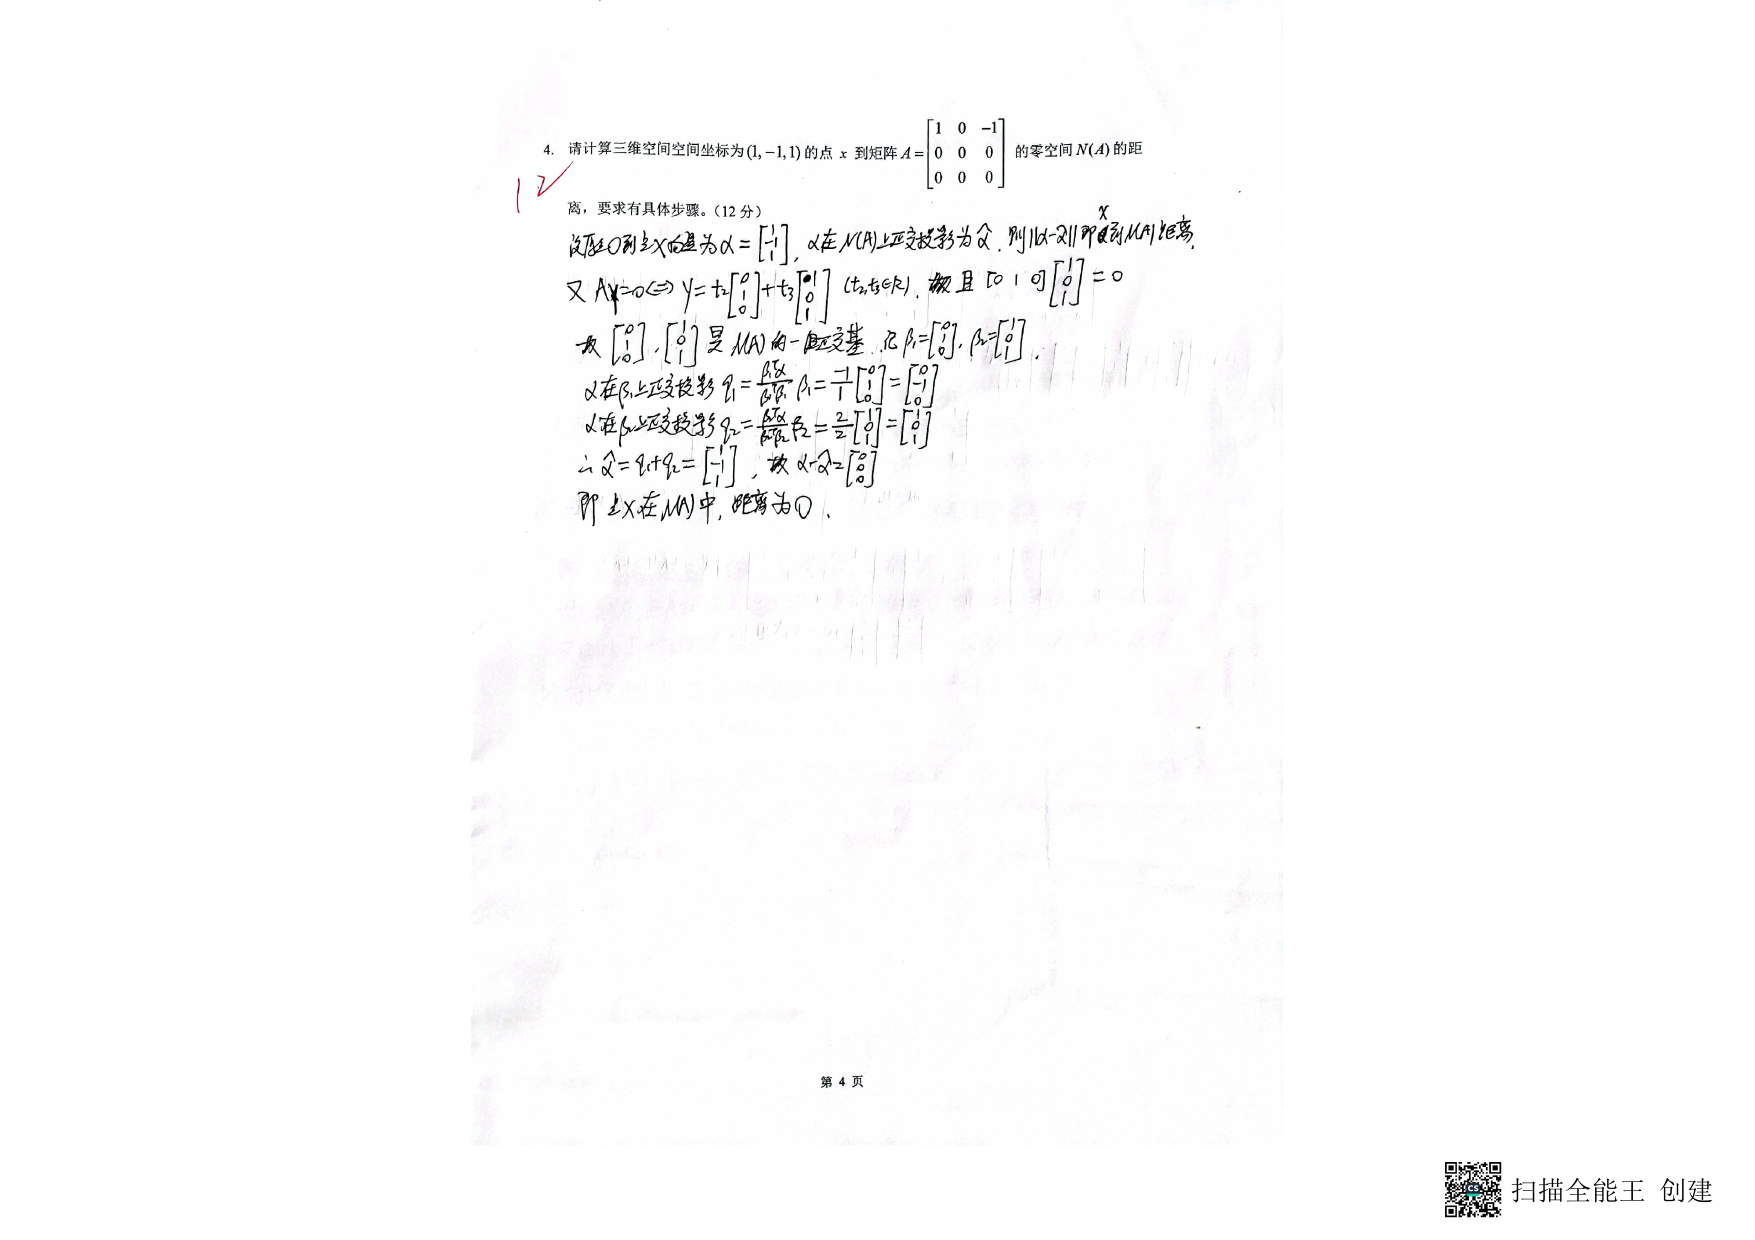 4. 请计算三维空间空间坐标为(1,−1,1)的点 x 到矩阵 A= [1 0 −1; 0 0 0; 0 0 0] 的零空间 N(A) 的距
12
离，要求有具体步骤。（12 分）
设原点O到点X向量为α=[1; −1; 1], α在N(A)上正交投影为α̂, 则||α−α̂||即X到N(A)距离.
又 Ay=0⇔y=t₂[0; 1; 0]+t₃[1; 0; 1] (t₂,t₃∈R). 且 [0 1 0][1; 0; 1]=0
故 [0; 1; 0], [1; 0; 1] 是 N(A) 的一组正交基. 记 β₁=[0; 1; 0], β₂=[1; 0; 1].
α在β₁上正交投影 q₁= β₁ᵀα/β₁ᵀβ₁ β₁= −1/1 [0; 1; 0]=[0; −1; 0]
α在β₂上正交投影 q₂= β₂ᵀα/β₂ᵀβ₂ β₂= 2/2 [1; 0; 1]=[1; 0; 1]
∴ α̂=q₁+q₂=[1; −1; 1], 故 α−α̂=[0; 0; 0]
即点X在N(A)中, 距离为0.
第 4 页
扫描全能王 创建